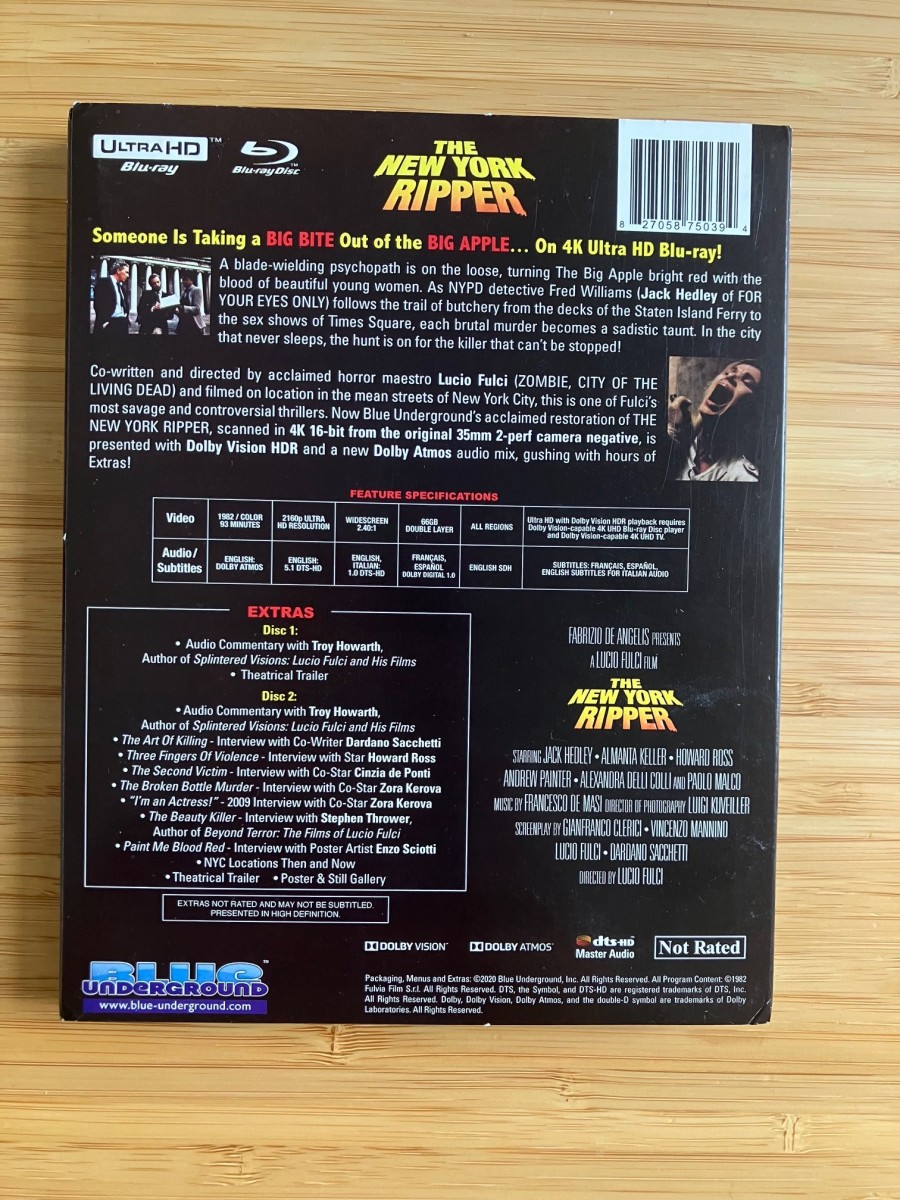 ULTRA HD™
Blu-ray
Blu-ray Disc™
THE
NEW YORK
RIPPER
8 27058 75039 4
Someone Is Taking a BIG BITE Out of the BIG APPLE... On 4K Ultra HD Blu-ray!
A blade-wielding psychopath is on the loose, turning The Big Apple bright red with the
blood of beautiful young women. As NYPD detective Fred Williams (Jack Hedley of FOR
YOUR EYES ONLY) follows the trail of butchery from the decks of the Staten Island Ferry to
the sex shows of Times Square, each brutal murder becomes a sadistic taunt. In the city
that never sleeps, the hunt is on for the killer that can't be stopped!
Co-written and directed by acclaimed horror maestro Lucio Fulci (ZOMBIE, CITY OF THE
LIVING DEAD) and filmed on location in the mean streets of New York City, this is one of Fulci's
most savage and controversial thrillers. Now Blue Underground's acclaimed restoration of THE
NEW YORK RIPPER, scanned in 4K 16-bit from the original 35mm 2-perf camera negative, is
presented with Dolby Vision HDR and a new Dolby Atmos audio mix, gushing with hours of
Extras!
FEATURE SPECIFICATIONS
Video
1982 / COLOR
93 MINUTES
2160p ULTRA
HD RESOLUTION
WIDESCREEN
2.40:1
66GB
DOUBLE LAYER
ALL REGIONS
Ultra HD with Dolby Vision HDR playback requires
Dolby Vision-capable 4K UHD Blu-ray Disc player
and Dolby Vision-capable 4K UHD TV.
Audio/
Subtitles
ENGLISH:
DOLBY ATMOS
ENGLISH:
5.1 DTS-HD
ENGLISH,
ITALIAN:
1.0 DTS-HD
FRANÇAIS,
ESPAÑOL
DOLBY DIGITAL 1.0
ENGLISH SDH
SUBTITLES: FRANÇAIS, ESPAÑOL,
ENGLISH SUBTITLES FOR ITALIAN AUDIO
EXTRAS
Disc 1:
• Audio Commentary with Troy Howarth,
Author of Splintered Visions: Lucio Fulci and His Films
• Theatrical Trailer
Disc 2:
• Audio Commentary with Troy Howarth,
Author of Splintered Visions: Lucio Fulci and His Films
• The Art Of Killing - Interview with Co-Writer Dardano Sacchetti
• Three Fingers Of Violence - Interview with Star Howard Ross
• The Second Victim - Interview with Co-Star Cinzia de Ponti
• The Broken Bottle Murder - Interview with Co-Star Zora Kerova
• "I'm an Actress!" - 2009 Interview with Co-Star Zora Kerova
• The Beauty Killer - Interview with Stephen Thrower,
Author of Beyond Terror: The Films of Lucio Fulci
• Paint Me Blood Red - Interview with Poster Artist Enzo Sciotti
• NYC Locations Then and Now
• Theatrical Trailer • Poster & Still Gallery
EXTRAS NOT RATED AND MAY NOT BE SUBTITLED.
PRESENTED IN HIGH DEFINITION.
FABRIZIO DE ANGELIS PRESENTS
A LUCIO FULCI FILM
THE
NEW YORK
RIPPER
STARRING JACK HEDLEY • ALMANTA KELLER • HOWARD ROSS
ANDREW PAINTER • ALEXANDRA DELLI COLLI AND PAOLO MALCO
MUSIC BY FRANCESCO DE MASI DIRECTOR OF PHOTOGRAPHY LUIGI KUVEILLER
SCREENPLAY BY GIANFRANCO CLERICI • VINCENZO MANNINO
LUCIO FULCI • DARDANO SACCHETTI
DIRECTED BY LUCIO FULCI
DOLBY VISION™
DOLBY ATMOS®
dts-HD
Master Audio
Not Rated
BLUE
UNDERGROUND™
www.blue-underground.com
Packaging, Menus and Extras: ©2020 Blue Underground, Inc. All Rights Reserved. All Program Content: ©1982
Fulvia Film S.r.l. All Rights Reserved. DTS, the Symbol, and DTS-HD are registered trademarks of DTS, Inc.
All Rights Reserved. Dolby, Dolby Vision, Dolby Atmos, and the double-D symbol are trademarks of Dolby
Laboratories. All Rights Reserved.